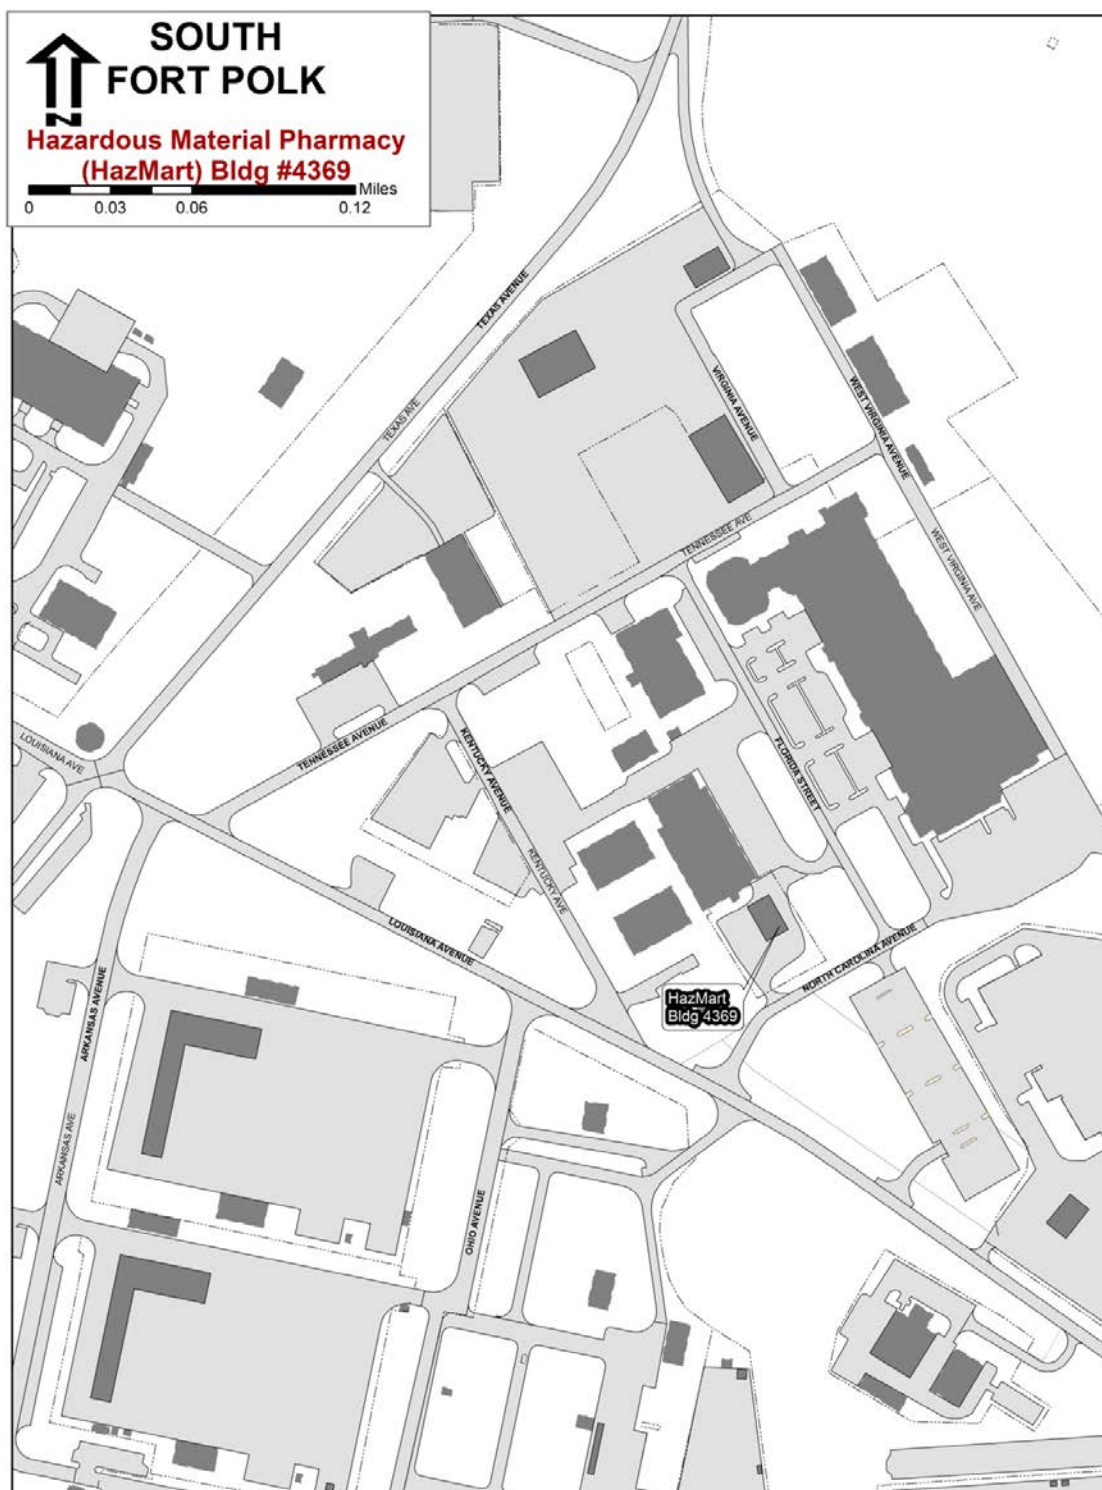 SOUTH
FORT POLK
N
Hazardous Material Pharmacy
(HazMart) Bldg #4369
Miles
0 0.03 0.06 0.12
TEXAS AVENUE
TEXAS AVE
VIRGINIA AVENUE
WEST VIRGINIA AVENUE
TENNESSEE AVE
WEST VIRGINIA AVE
LOUISIANA AVE
TENNESSEE AVENUE
KENTUCKY AVENUE
FLORIDA STREET
KENTUCKY AVE
LOUISIANA AVENUE
NORTH CAROLINA AVENUE
HazMart
Bldg 4369
ARKANSAS AVENUE
ARKANSAS AVE
OHIO AVENUE